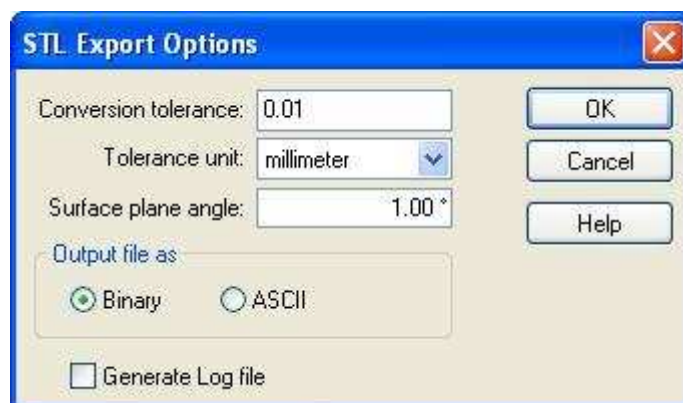 STL Export Options
Conversion tolerance: 0.01
OK
Tolerance unit: millimeter
Cancel
Surface plane angle: 1.00 °
Help
Output file as
Binary ASCII
Generate Log file